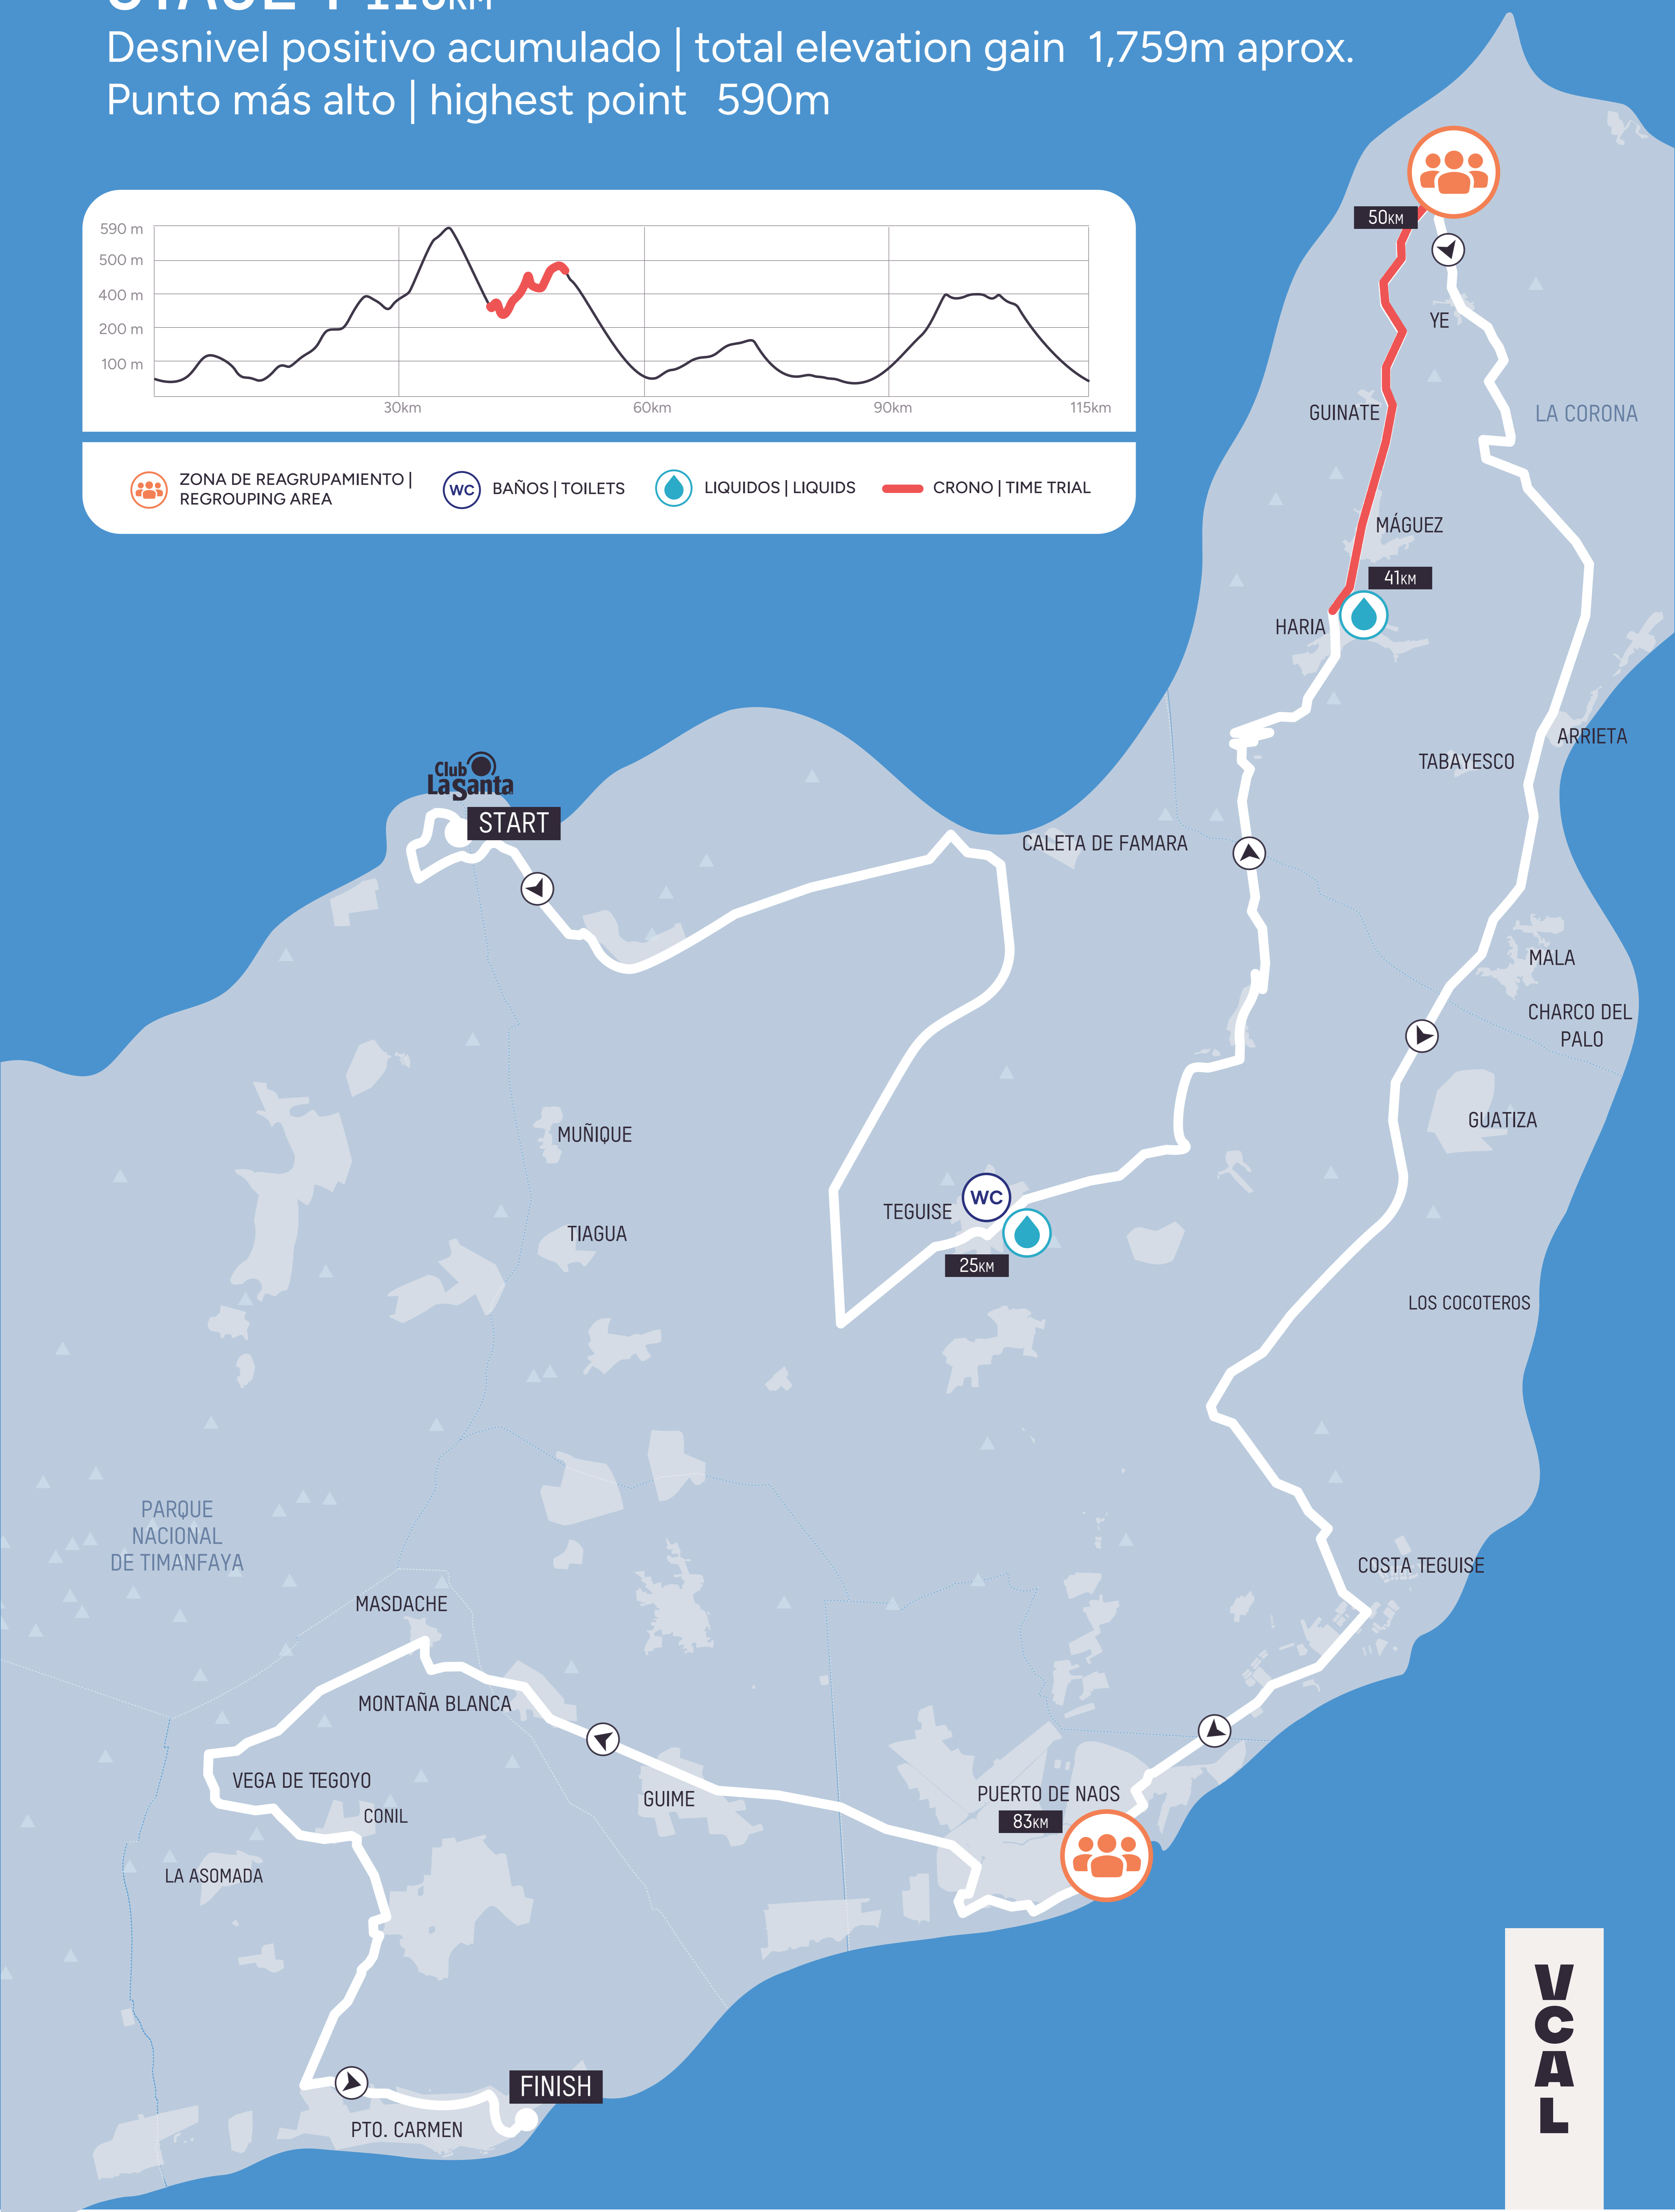 Desnivel positivo acumulado | total elevation gain 1,759m aprox.
Punto más alto | highest point 590m
590 m
500 m
400 m
200 m
100 m
30km
60km
90km
115km
ZONA DE REAGRUPAMIENTO |
REGROUPING AREA
WC
BAÑOS | TOILETS
LIQUIDOS | LIQUIDS
CRONO | TIME TRIAL
50KM
YE
GUINATE
LA CORONA
MÁGUEZ
41KM
HARIA
ARRIETA
TABAYESCO
Club
LaSanta
START
CALETA DE FAMARA
MALA
CHARCO DEL
PALO
GUATIZA
MUÑIQUE
WC
TEGUISE
TIAGUA
25KM
LOS COCOTEROS
PARQUE
NACIONAL
DE TIMANFAYA
COSTA TEGUISE
MASDACHE
MONTAÑA BLANCA
VEGA DE TEGOYO
CONIL
GUIME
PUERTO DE NAOS
83KM
LA ASOMADA
FINISH
PTO. CARMEN
V
C
A
L